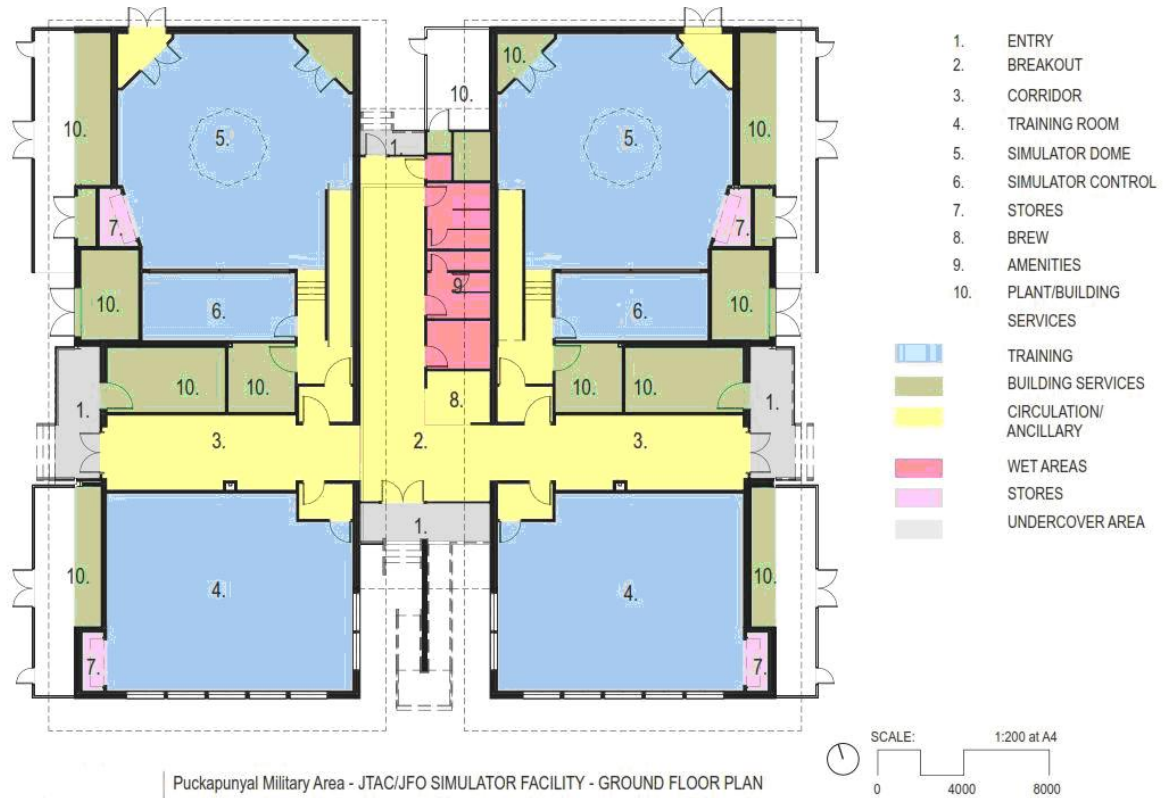 10.
10.
10.
1. ENTRY
2. BREAKOUT
3. CORRIDOR
4. TRAINING ROOM
5. SIMULATOR DOME
6. SIMULATOR CONTROL
7. STORES
8. BREW
9. AMENITIES
10. PLANT/BUILDING
SERVICES
TRAINING
BUILDING SERVICES
CIRCULATION/
ANCILLARY
WET AREAS
STORES
UNDERCOVER AREA
10.
5.
1.
5.
10.
7.
7.
9.
10.
6.
6.
10.
10.
10.
10.
10.
1.
8.
1.
3.
2.
3.
1.
10.
4.
4.
10.
7.
7.
SCALE: 1:200 at A4
0 4000 8000
Puckapunyal Military Area - JTAC/JFO SIMULATOR FACILITY - GROUND FLOOR PLAN